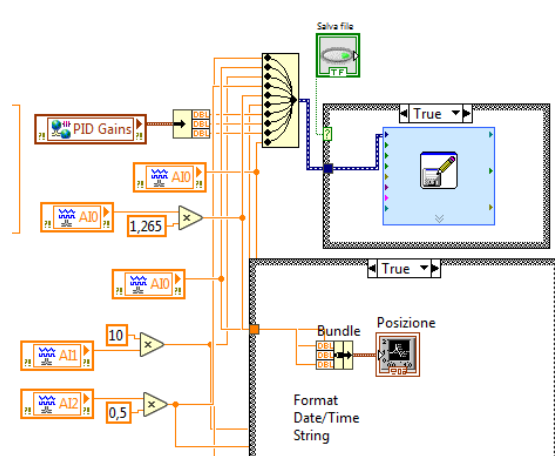 Salva file
TF
True
?
?! PID Gains ?!
DBL
DBL
DBL
?! AI0 ?!
?! AI0 ?!
1,265
×
?! AI0 ?!
True
10
×
?! AI1 ?!
Bundle
Posizione
DBL
DBL
DBL
?! AI2 ?!
0,5
×
Format
Date/Time
String